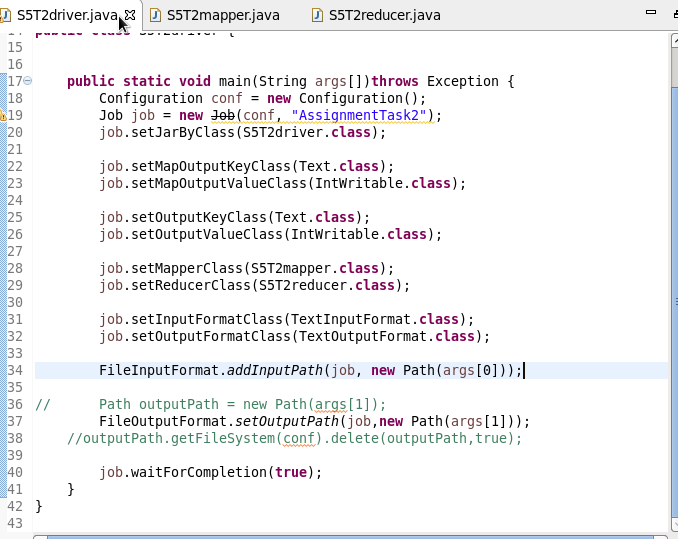 S5T2driver.java S5T2mapper.java S5T2reducer.java
14 public class S5T2driver {
15
16
17 public static void main(String args[])throws Exception {
18 Configuration conf = new Configuration();
19 Job job = new Job(conf, "AssignmentTask2");
20 job.setJarByClass(S5T2driver.class);
21
22 job.setMapOutputKeyClass(Text.class);
23 job.setMapOutputValueClass(IntWritable.class);
24
25 job.setOutputKeyClass(Text.class);
26 job.setOutputValueClass(IntWritable.class);
27
28 job.setMapperClass(S5T2mapper.class);
29 job.setReducerClass(S5T2reducer.class);
30
31 job.setInputFormatClass(TextInputFormat.class);
32 job.setOutputFormatClass(TextOutputFormat.class);
33
34 FileInputFormat.addInputPath(job, new Path(args[0]));
35
36 // Path outputPath = new Path(args[1]);
37 FileOutputFormat.setOutputPath(job,new Path(args[1]));
38 //outputPath.getFileSystem(conf).delete(outputPath,true);
39
40 job.waitForCompletion(true);
41 }
42 }
43